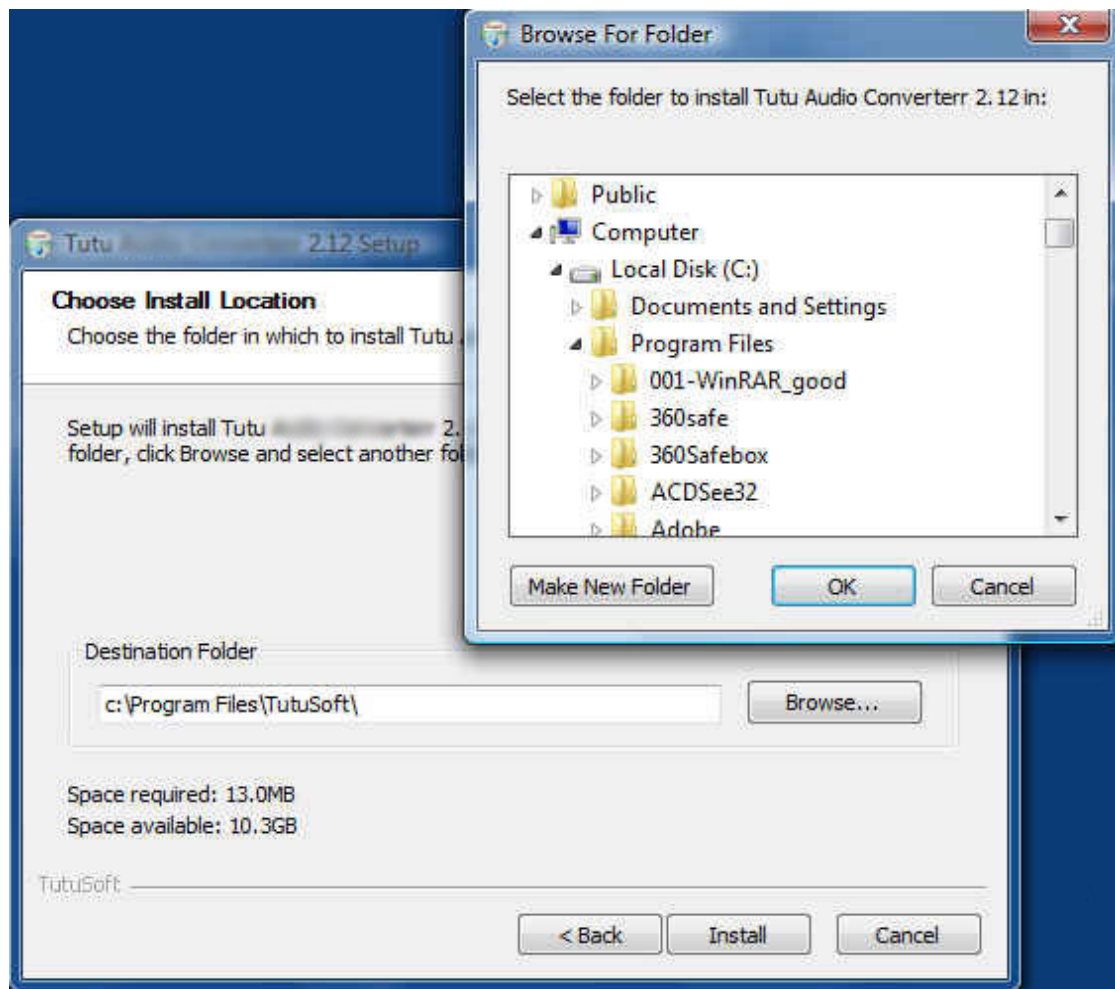 Browse For Folder
Select the folder to install Tutu Audio Converterr 2.12 in:
Public
Computer
Local Disk (C:)
Documents and Settings
Program Files
001-WinRAR_good
360safe
360Safebox
ACDSee32
Adobe
Make New Folder
OK
Cancel
Tutu 2.12 Setup
Choose Install Location
Choose the folder in which to install Tutu
Setup will install Tutu 2.
folder, click Browse and select another
Destination Folder
c:\Program Files\TutuSoft\
Browse...
Space required: 13.0MB
Space available: 10.3GB
TutuSoft
< Back
Install
Cancel